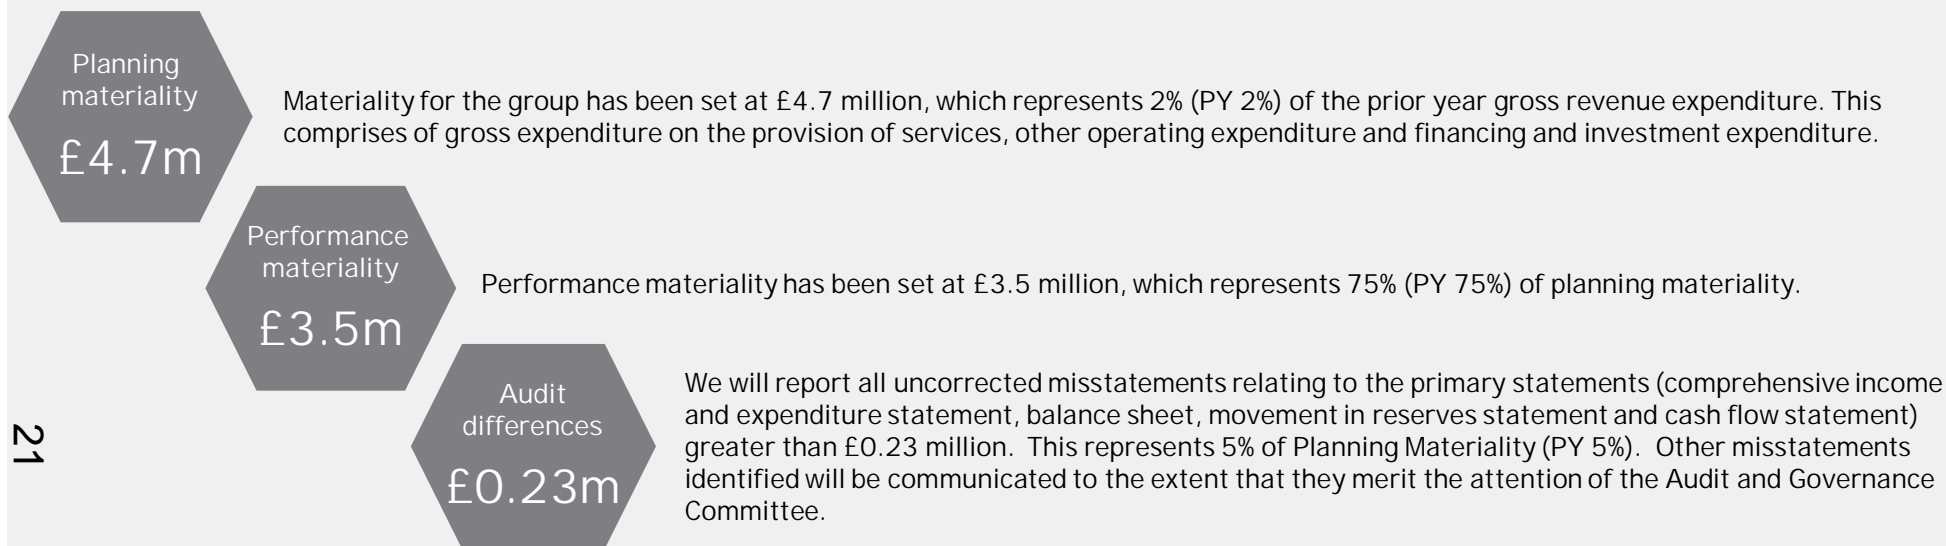 Planning
materiality
£4.7m
Materiality for the group has been set at £4.7 million, which represents 2% (PY 2%) of the prior year gross revenue expenditure. This
comprises of gross expenditure on the provision of services, other operating expenditure and financing and investment expenditure.
Performance
materiality
£3.5m
Performance materiality has been set at £3.5 million, which represents 75% (PY 75%) of planning materiality.
Audit
differences
£0.23m
We will report all uncorrected misstatements relating to the primary statements (comprehensive income
and expenditure statement, balance sheet, movement in reserves statement and cash flow statement)
greater than £0.23 million.  This represents 5% of Planning Materiality (PY 5%).  Other misstatements
identified will be communicated to the extent that they merit the attention of the Audit and Governance
Committee.
21